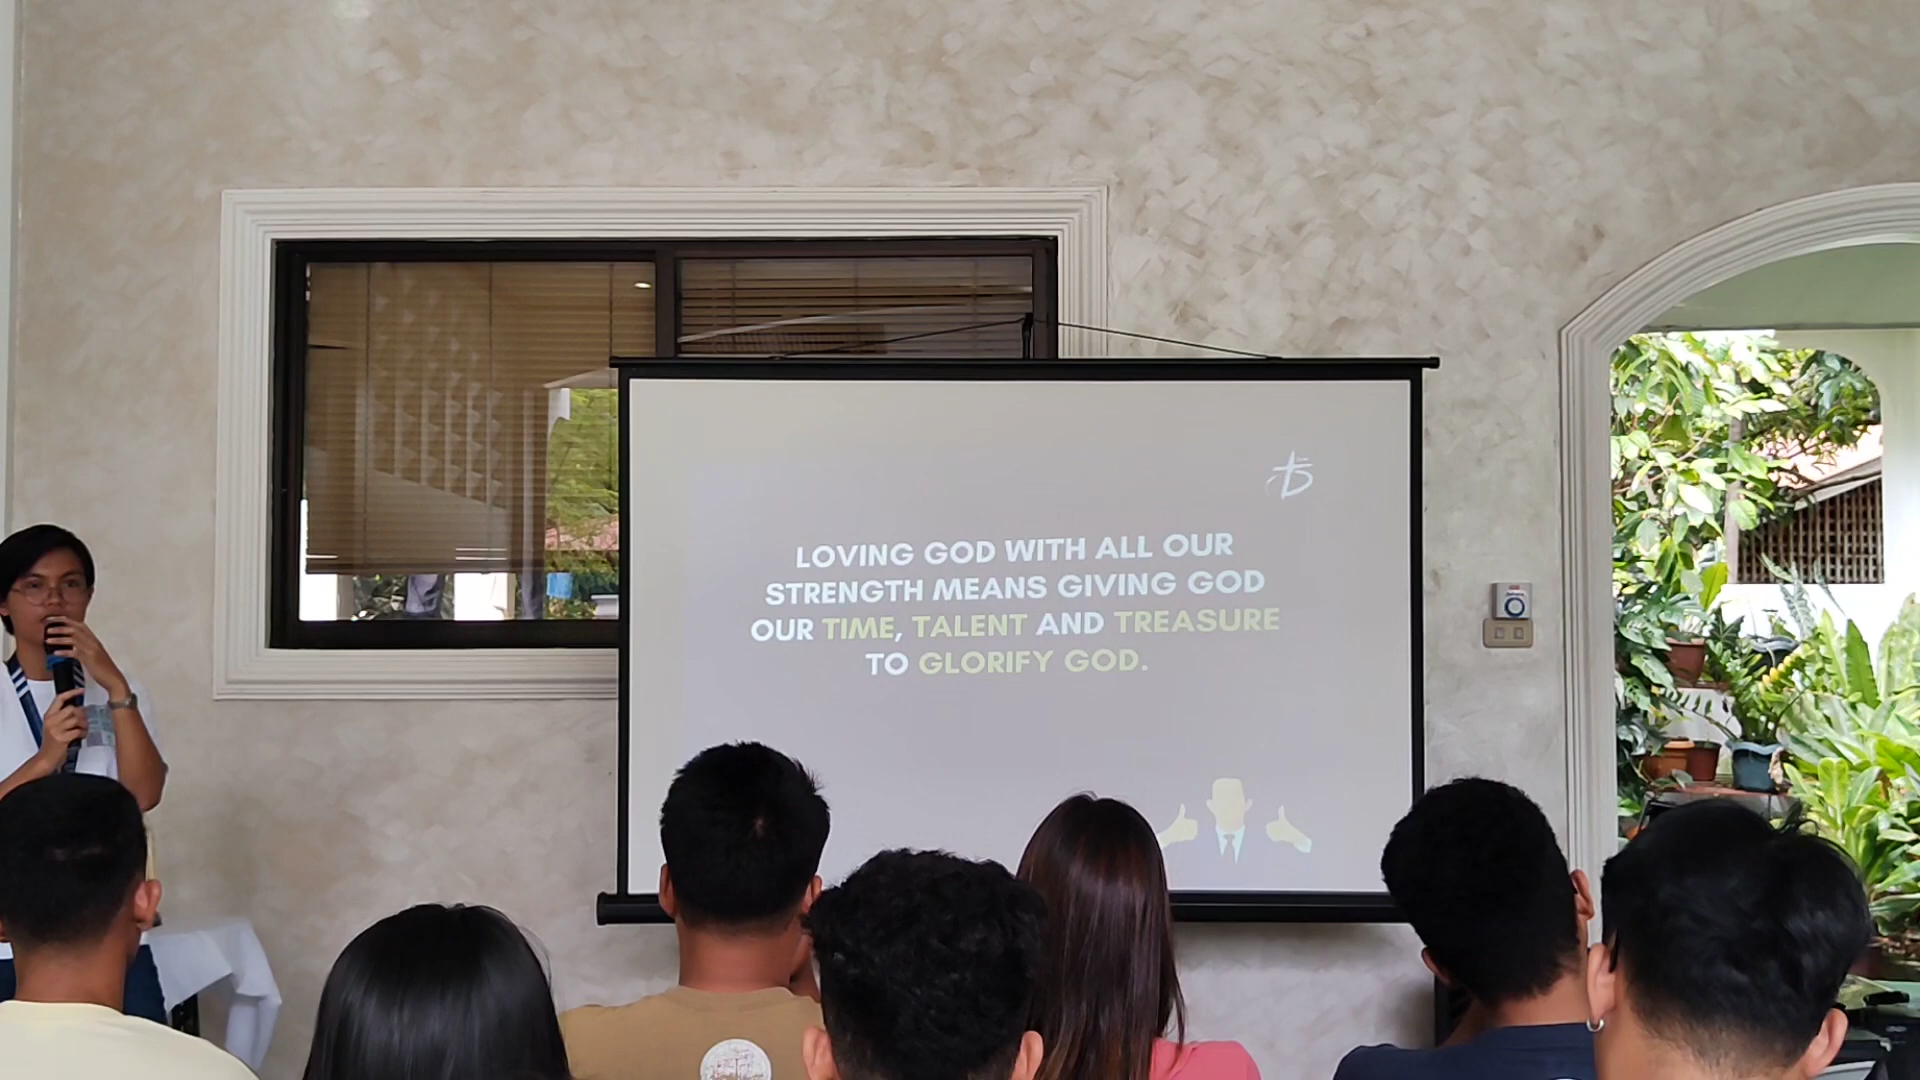 LOVING GOD WITH ALL OUR
STRENGTH MEANS GIVING GOD
OUR TIME, TALENT AND TREASURE
TO GLORIFY GOD.